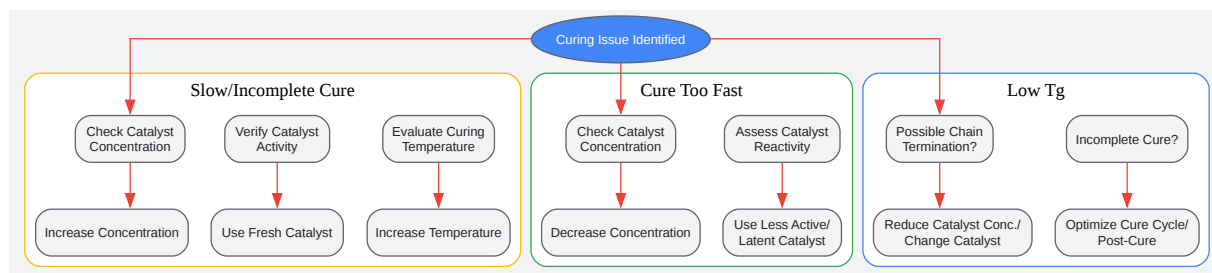 Curing Issue Identified
Slow/Incomplete Cure
Check Catalyst
Concentration
Verify Catalyst
Activity
Evaluate Curing
Temperature
Increase Concentration
Use Fresh Catalyst
Increase Temperature
Cure Too Fast
Check Catalyst
Concentration
Assess Catalyst
Reactivity
Decrease Concentration
Use Less Active/
Latent Catalyst
Low Tg
Possible Chain
Termination?
Incomplete Cure?
Reduce Catalyst Conc./
Change Catalyst
Optimize Cure Cycle/
Post-Cure